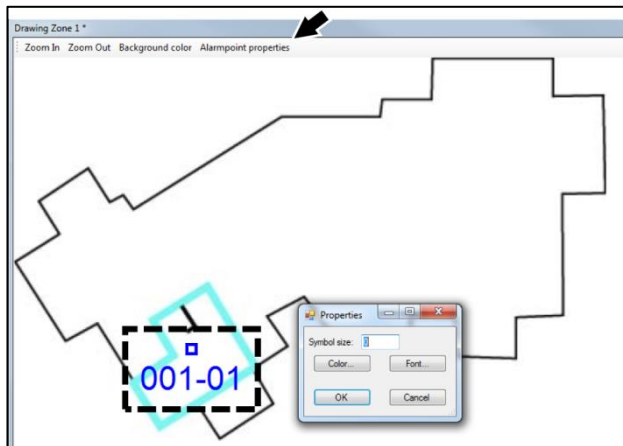 Drawing Zone 1 *
Zoom In Zoom Out Background color Alarmpoint properties
Properties
Symbol size:
Color... Font...
001-01
OK Cancel